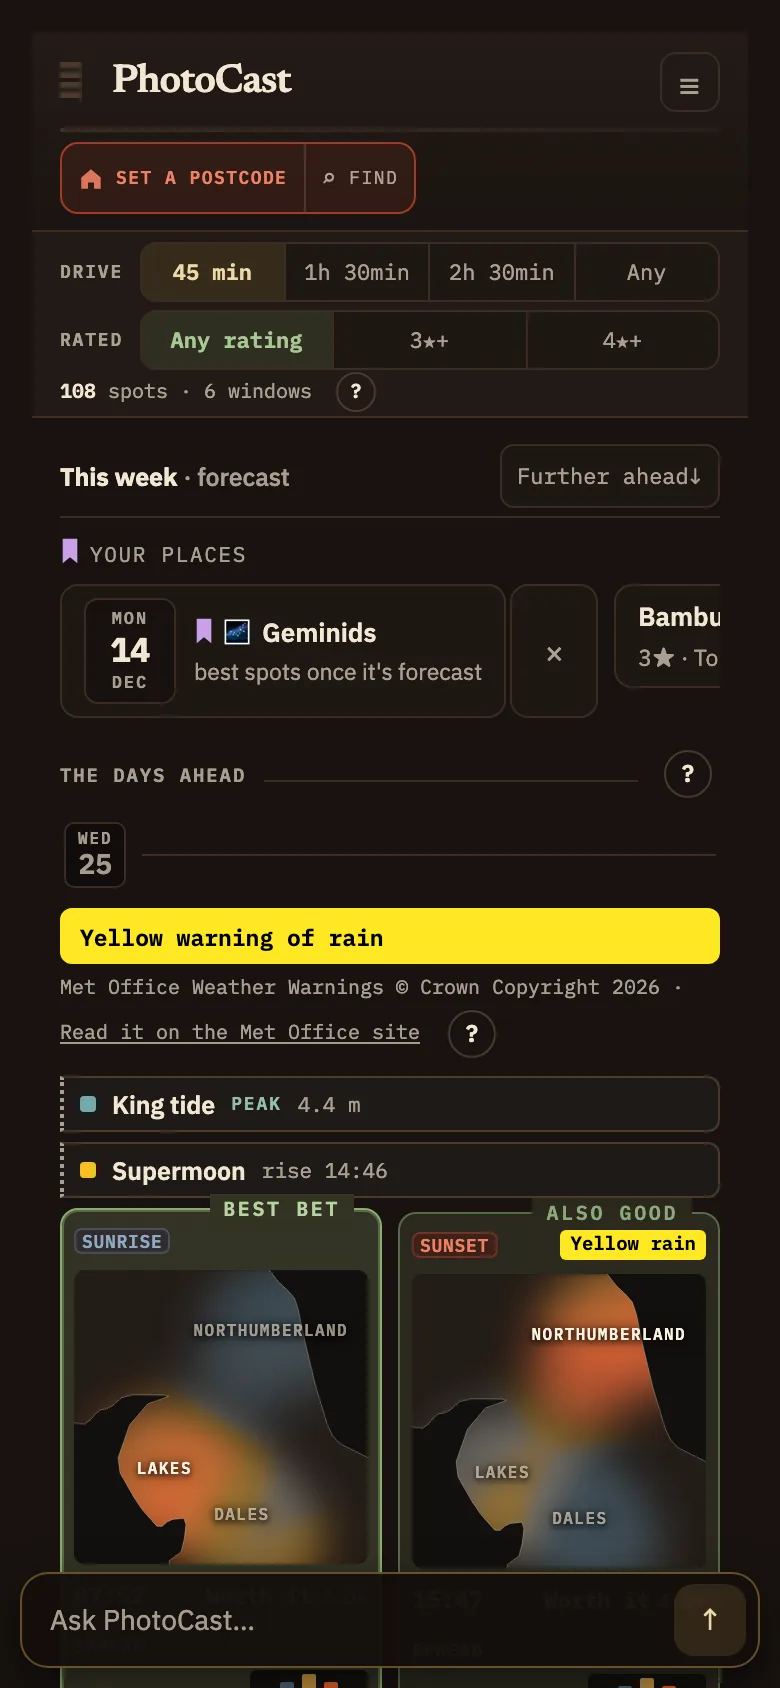 PhotoCast
SET A POSTCODE
FIND
DRIVE
45 min
1h 30min
2h 30min
Any
RATED
Any rating
3★+
4★+
108 spots · 6 windows
?
This week · forecast
Further ahead↓
YOUR PLACES
MON
14
DEC
Geminids
best spots once it's forecast
×
Bambu
3★ · To
THE DAYS AHEAD
?
WED
25
Yellow warning of rain
Met Office Weather Warnings © Crown Copyright 2026 ·
Read it on the Met Office site
?
King tide PEAK 4.4 m
Supermoon rise 14:46
BEST BET
SUNRISE
NORTHUMBERLAND
LAKES
DALES
ALSO GOOD
SUNSET
Yellow rain
NORTHUMBERLAND
LAKES
DALES
15:47
Worth it
Ask PhotoCast...
↑